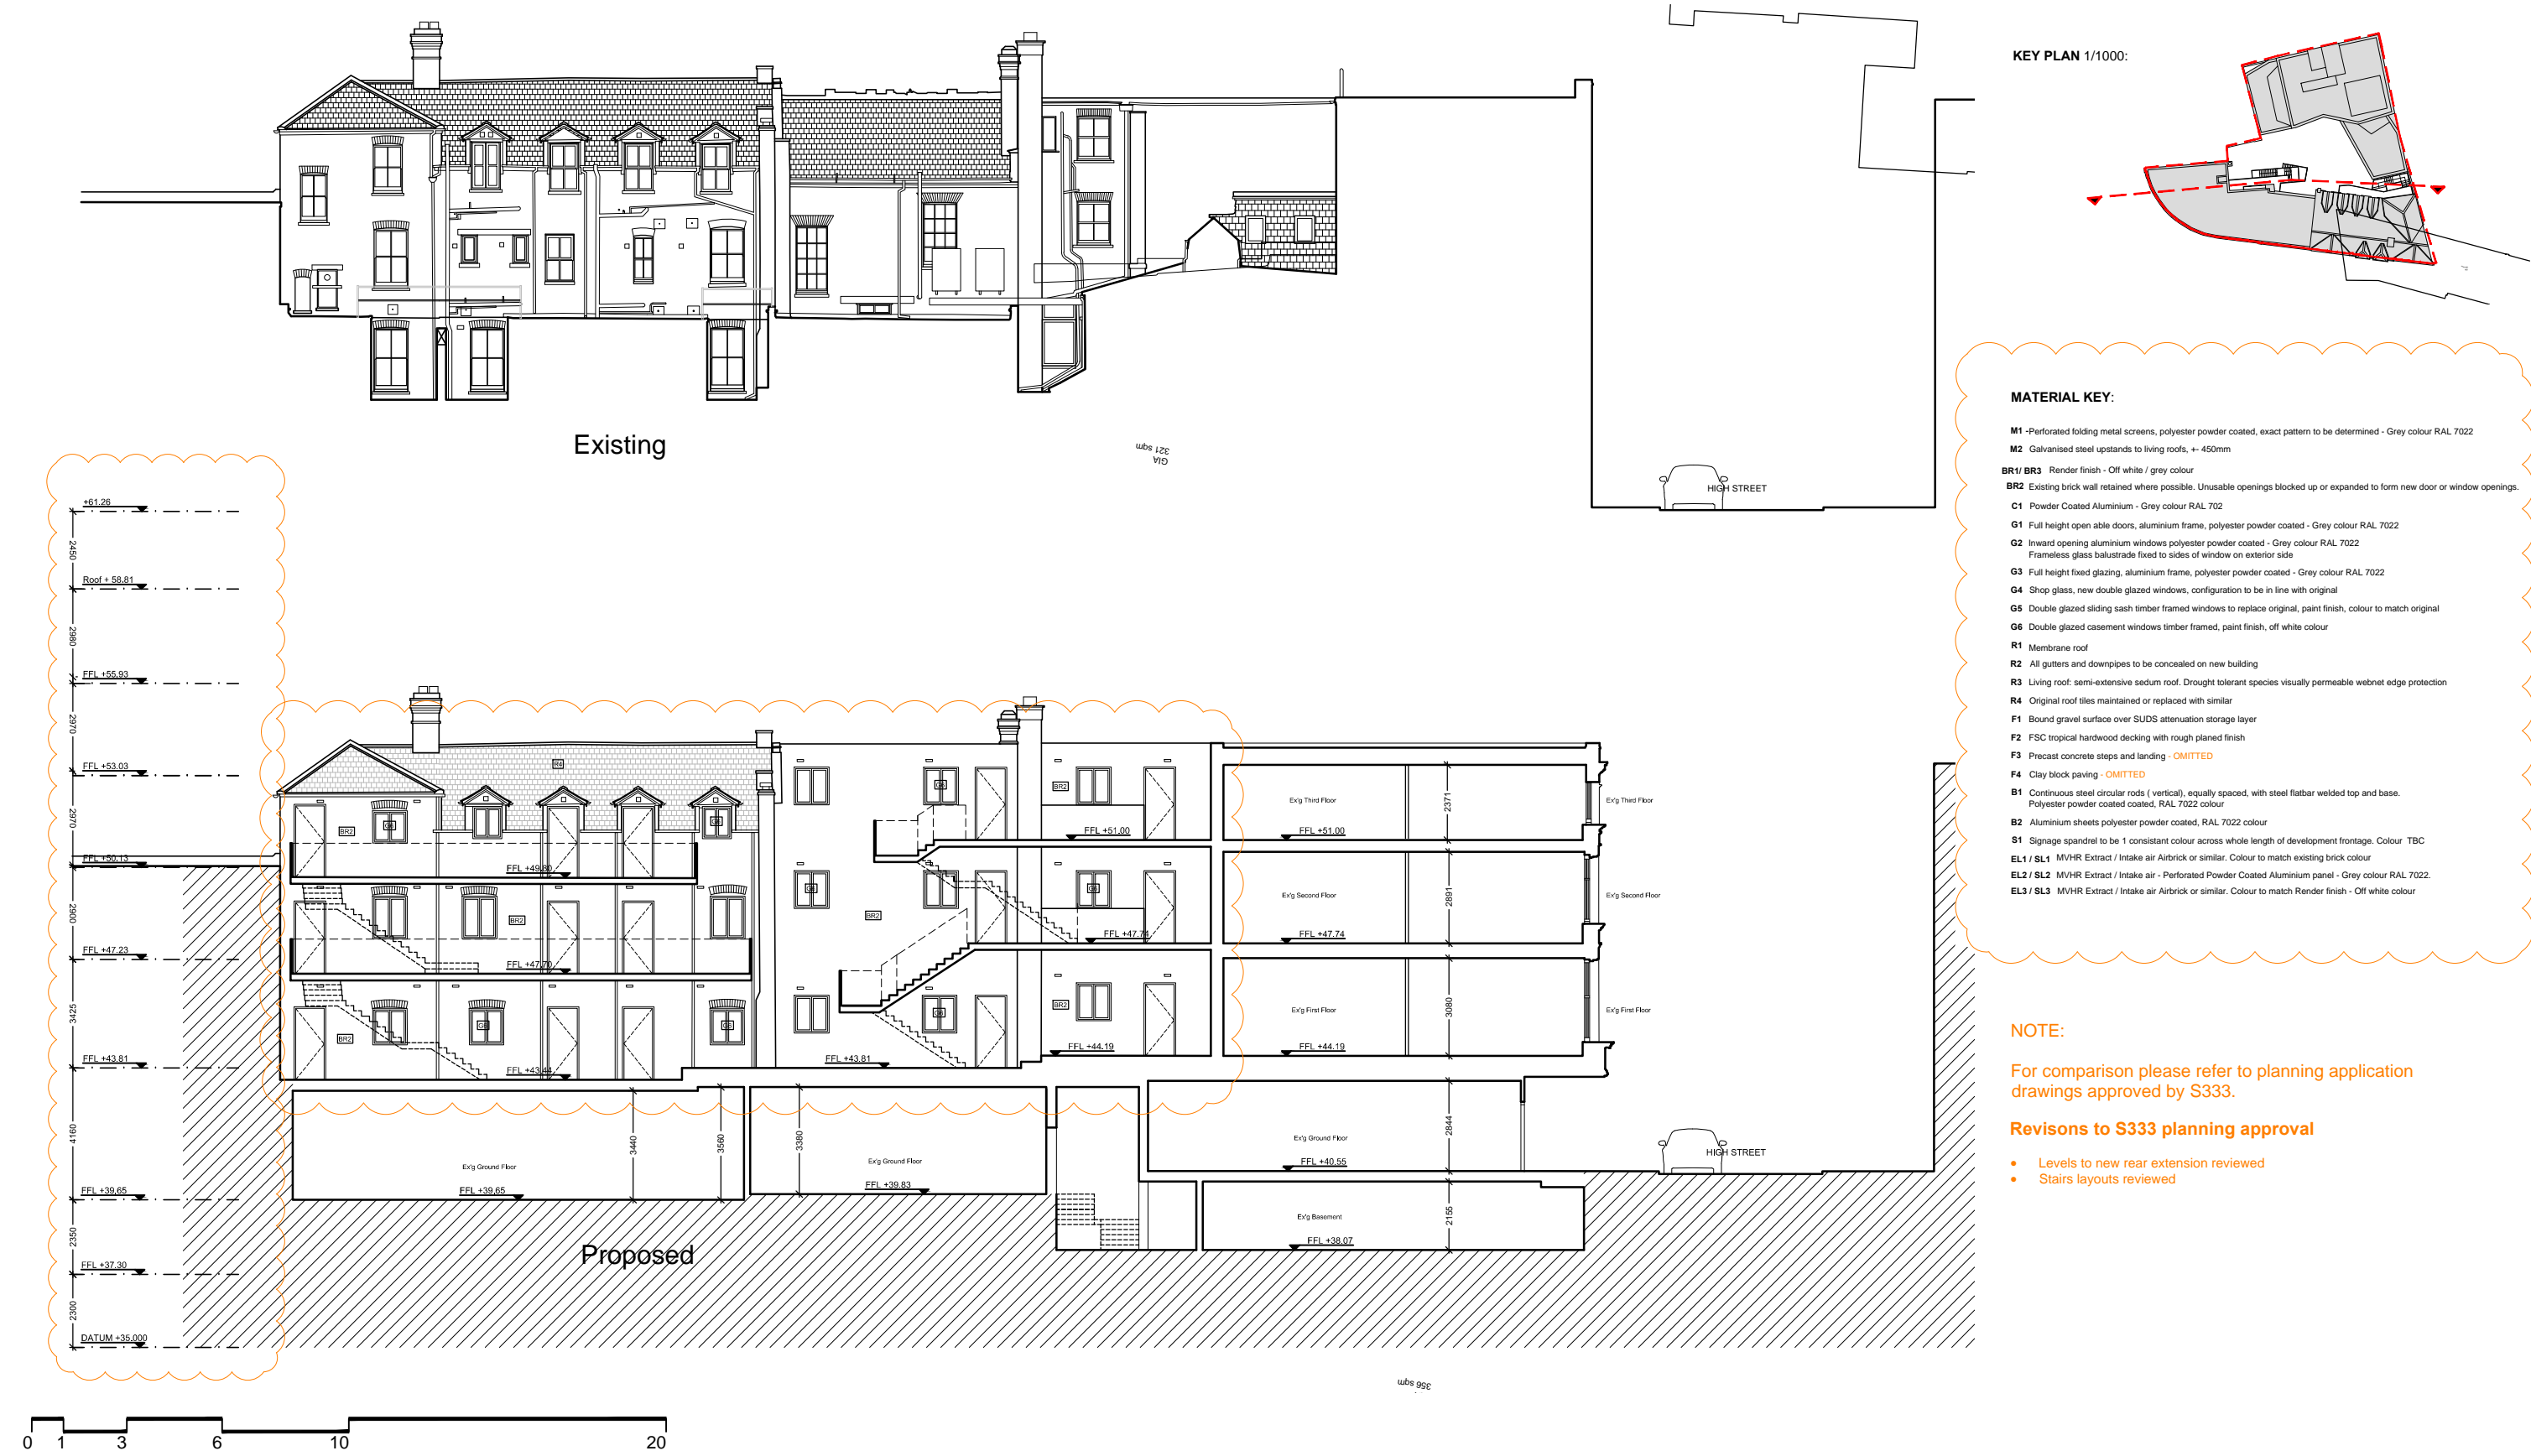 KEY PLAN 1/1000:
Existing
GIA
321 sqm
HIGH STREET
MATERIAL KEY:
M1 -Perforated folding metal screens, polyester powder coated, exact pattern to be determined - Grey colour RAL 7022
M2 Galvanised steel upstands to living roofs, +- 450mm
BR1/ BR3 Render finish - Off white / grey colour
BR2 Existing brick wall retained where possible. Unusable openings blocked up or expanded to form new door or window openings.
C1 Powder Coated Aluminium - Grey colour RAL 702
G1 Full height open able doors, aluminium frame, polyester powder coated - Grey colour RAL 7022
G2 Inward opening aluminium windows polyester powder coated - Grey colour RAL 7022
Frameless glass balustrade fixed to sides of window on exterior side
G3 Full height fixed glazing, aluminium frame, polyester powder coated - Grey colour RAL 7022
G4 Shop glass, new double glazed windows, configuration to be in line with original
G5 Double glazed sliding sash timber framed windows to replace original, paint finish, colour to match original
G6 Double glazed casement windows timber framed, paint finish, off white colour
R1 Membrane roof
R2 All gutters and downpipes to be concealed on new building
R3 Living roof: semi-extensive sedum roof. Drought tolerant species visually permeable webnet edge protection
R4 Original roof tiles maintained or replaced with similar
F1 Bound gravel surface over SUDS attenuation storage layer
F2 FSC tropical hardwood decking with rough planed finish
F3 Precast concrete steps and landing - OMITTED
F4 Clay block paving - OMITTED
B1 Continuous steel circular rods ( vertical), equally spaced, with steel flatbar welded top and base.
Polyester powder coated coated, RAL 7022 colour
B2 Aluminium sheets polyester powder coated, RAL 7022 colour
S1 Signage spandrel to be 1 consistant colour across whole length of development frontage. Colour TBC
EL1 / SL1 MVHR Extract / Intake air Airbrick or similar. Colour to match existing brick colour
EL2 / SL2 MVHR Extract / Intake air - Perforated Powder Coated Aluminium panel - Grey colour RAL 7022.
EL3 / SL3 MVHR Extract / Intake air Airbrick or similar. Colour to match Render finish - Off white colour
NOTE:
For comparison please refer to planning application
drawings approved by S333.
Revisons to S333 planning approval
• Levels to new rear extension reviewed
• Stairs layouts reviewed
+61.26
2450
Roof + 58.81
2980
FFL +55.93
2970
FFL +53.03
2970
FFL +50.13
2900
FFL +47.23
3425
FFL +43.81
4160
FFL +39,65
2350
FFL +37.30
2300
DATUM +35.000
R4
BR2
G6
G6
G6
BR2
Ex'g Third Floor
2371
Ex'g Third Floor
FFL +51.00
FFL +51.00
FFL +49.80
BR2
G6
BR2
G6
Ex'g Second Floor
2891
Ex'g Second Floor
FFL +47.74
FFL +47.74
FFL +47.70
BR2
G6
G6
G6
BR2
Ex'g First Floor
3080
Ex'g First Floor
FFL +44.19
FFL +44.19
FFL +43.81
FFL +43.44
3440
3560
3380
2844
Ex'g Ground Floor
Ex'g Ground Floor
Ex'g Ground Floor
FFL +39,65
FFL +39.83
FFL +40.55
HIGH STREET
Ex'g Basement
2155
FFL +38.07
Proposed
356 sqm
0 1 3 6 10 20